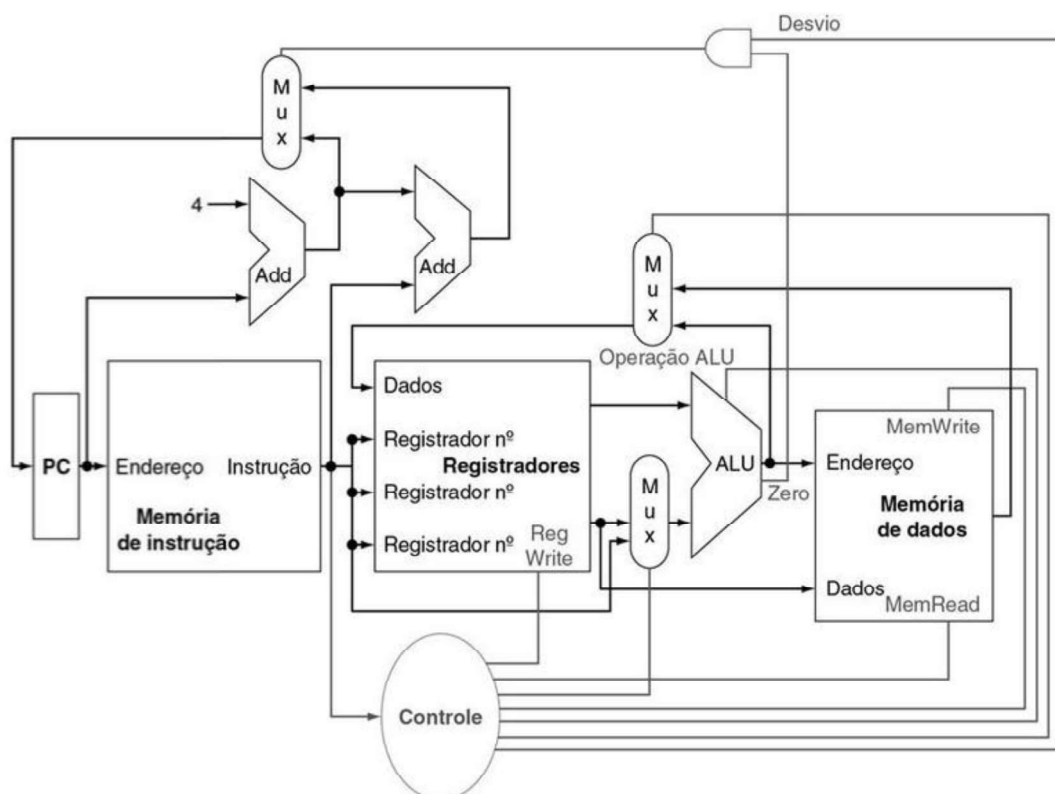 Desvio
M
u
x
4
Add
Add
M
u
x
Operação ALU
Dados
Registrador nº
Registradores
Registrador nº
Registrador nº
Reg
Write
PC
Endereço
Instrução
Memória
de instrução
M
u
x
ALU
Zero
MemWrite
Endereço
Memória
de dados
Dados
MemRead
Controle